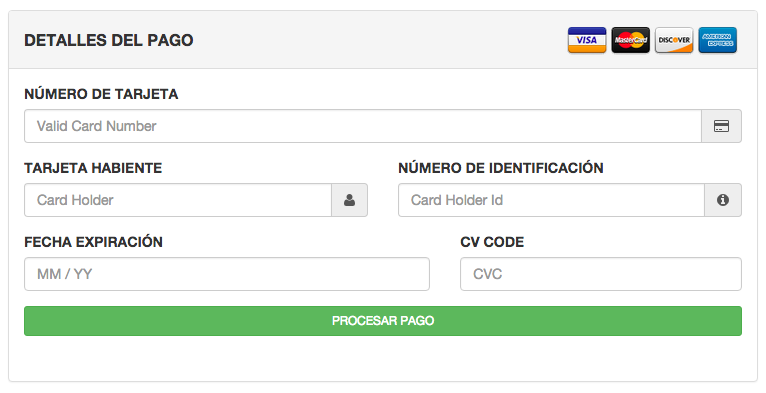 DETALLES DEL PAGO VISA MasterCard DISCOVER AMERICAN EXPRESS
NÚMERO DE TARJETA
Valid Card Number
TARJETA HABIENTE NÚMERO DE IDENTIFICACIÓN
Card Holder Card Holder Id
FECHA EXPIRACIÓN CV CODE
MM / YY CVC
PROCESAR PAGO